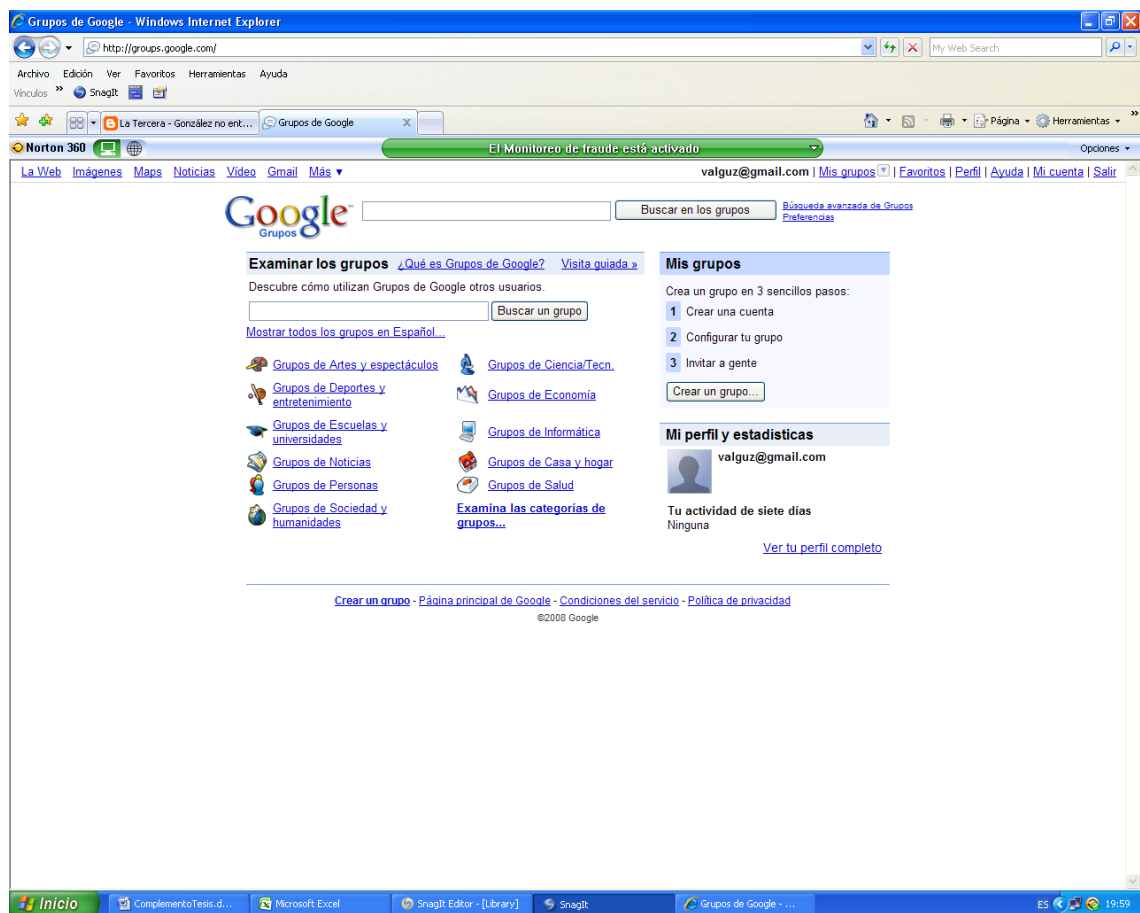 Grupos de Google - Windows Internet Explorer
http://groups.google.com/ My Web Search
Archivo Edición Ver Favoritos Herramientas Ayuda
Vínculos » SnagIt
La Tercera - González no ent... Grupos de Google X Página Herramientas »
Norton 360 El Monitoreo de fraude está activado Opciones
La Web Imágenes Maps Noticias Vídeo Gmail Más ▼ valguz@gmail.com | Mis grupos | Favoritos | Perfil | Ayuda | Mi cuenta | Salir
Google™ Grupos
Buscar en los grupos
Búsqueda avanzada de Grupos
Preferencias
Examinar los grupos ¿Qué es Grupos de Google? Visita guiada »
Descubre cómo utilizan Grupos de Google otros usuarios.
Buscar un grupo
Mostrar todos los grupos en Español...
Grupos de Artes y espectáculos Grupos de Ciencia/Tecn.
Grupos de Deportes y
entretenimiento
Grupos de Economía
Grupos de Escuelas y
universidades
Grupos de Informática
Grupos de Noticias Grupos de Casa y hogar
Grupos de Personas Grupos de Salud
Grupos de Sociedad y
humanidades
Examina las categorías de
grupos...
Mis grupos
Crea un grupo en 3 sencillos pasos:
1 Crear una cuenta
2 Configurar tu grupo
3 Invitar a gente
Crear un grupo...
Mi perfil y estadísticas
valguz@gmail.com
Tu actividad de siete días
Ninguna
Ver tu perfil completo
Crear un grupo - Página principal de Google - Condiciones del servicio - Política de privacidad
©2008 Google
Inicio ComplementoTesis.d... Microsoft Excel SnagIt Editor - [Library] SnagIt Grupos de Google - ... ES 19:59